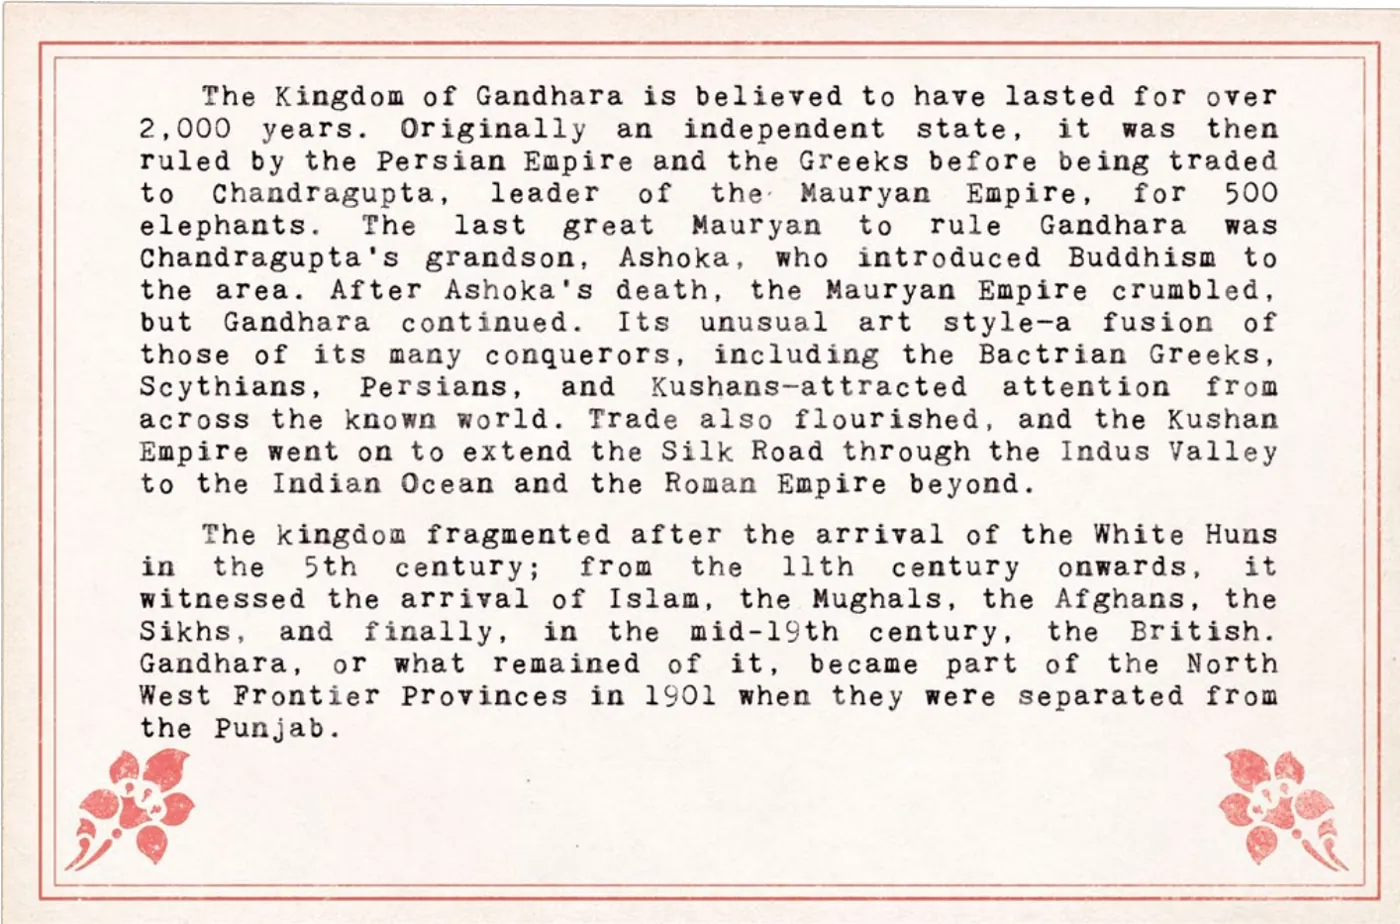 The Kingdom of Gandhara is believed to have lasted for over
2,000 years. Originally an independent state, it was then
ruled by the Persian Empire and the Greeks before being traded
to Chandragupta, leader of the Mauryan Empire, for 500
elephants. The last great Mauryan to rule Gandhara was
Chandragupta's grandson, Ashoka, who introduced Buddhism to
the area. After Ashoka's death, the Mauryan Empire crumbled,
but Gandhara continued. Its unusual art style—a fusion of
those of its many conquerors, including the Bactrian Greeks,
Scythians, Persians, and Kushans—attracted attention from
across the known world. Trade also flourished, and the Kushan
Empire went on to extend the Silk Road through the Indus Valley
to the Indian Ocean and the Roman Empire beyond.
The kingdom fragmented after the arrival of the White Huns
in the 5th century; from the 11th century onwards, it
witnessed the arrival of Islam, the Mughals, the Afghans, the
Sikhs, and finally, in the mid-19th century, the British.
Gandhara, or what remained of it, became part of the North
West Frontier Provinces in 1901 when they were separated from
the Punjab.